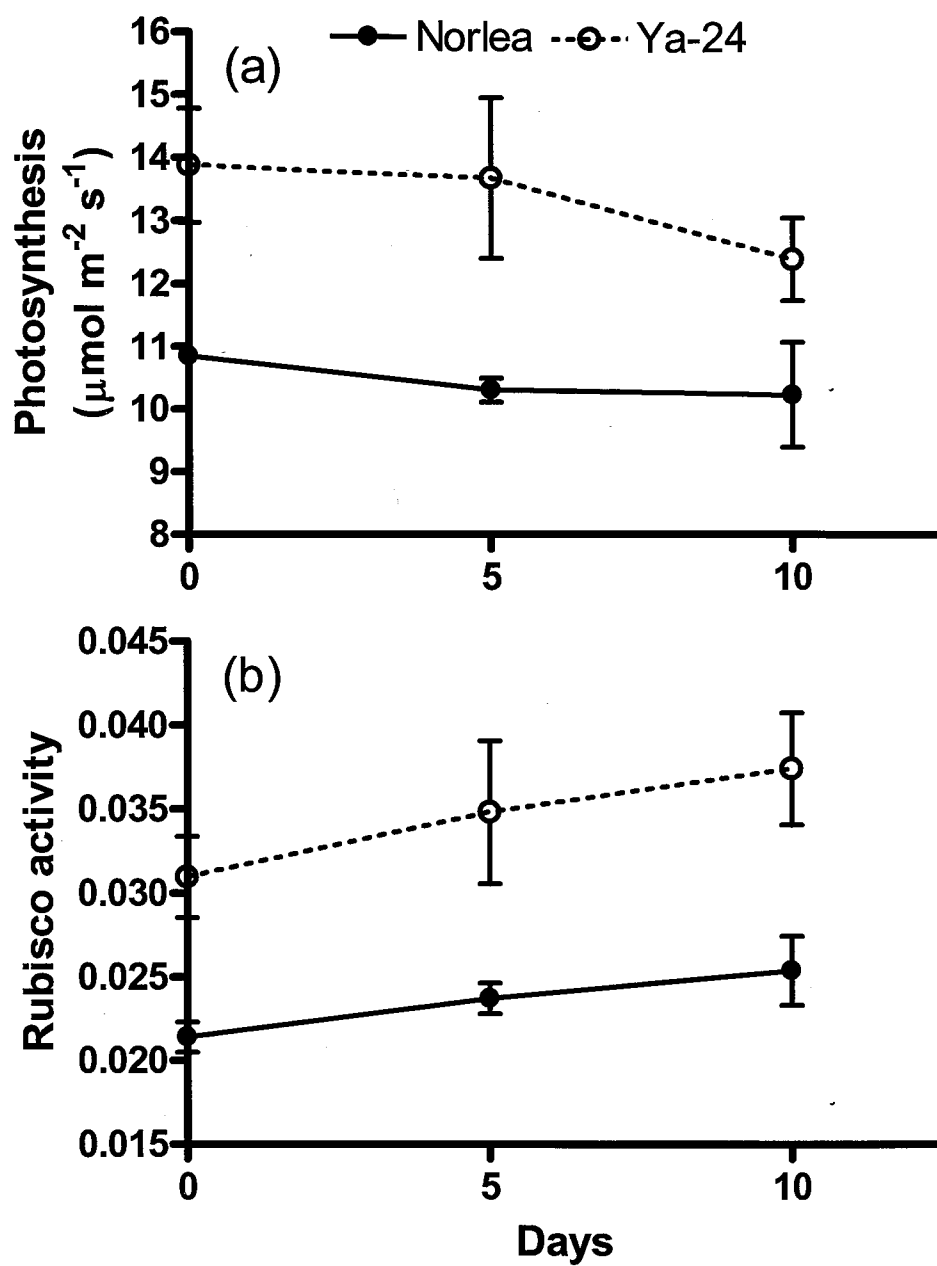 Norlea Ya-24
(a)
Photosynthesis
(μmol m⁻² s⁻¹)
16
15
14
13
12
11
10
9
8
0 5 10
(b)
Rubisco activity
0.045
0.040
0.035
0.030
0.025
0.020
0.015
0 5 10
Days